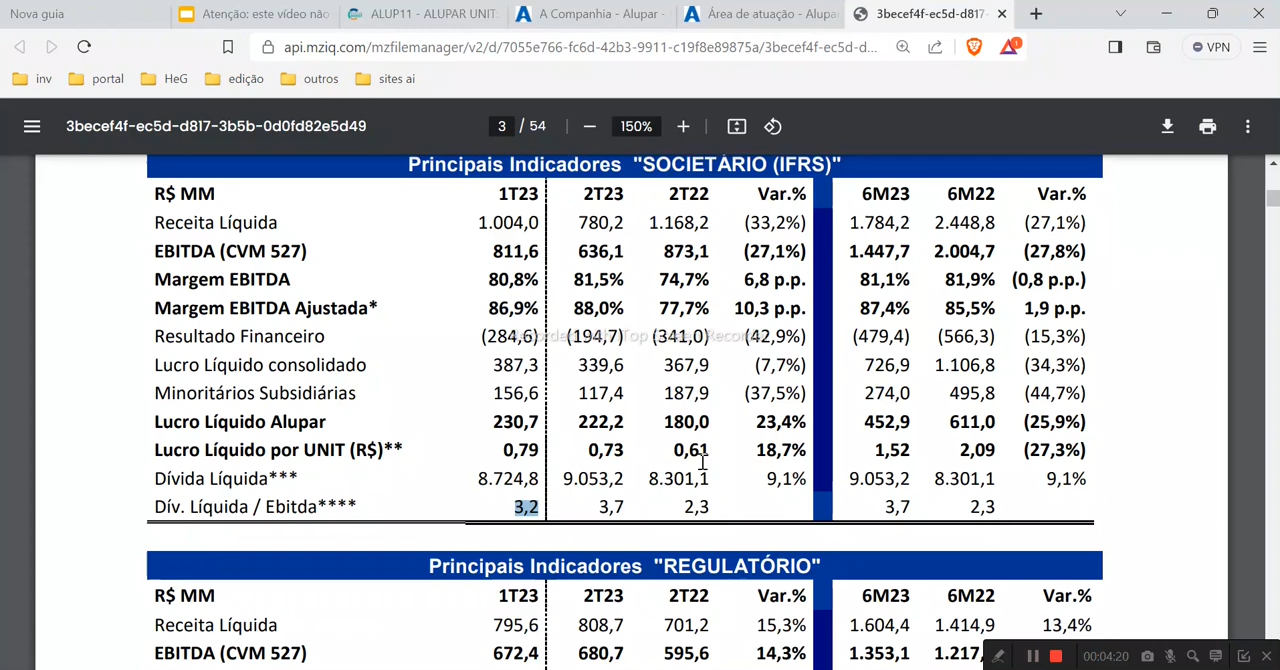 Nova guia
Atenção: este vídeo não
ALUP11 - ALUPAR UNIT:
A Companhia - Alupar -
Área de atuação - Alupa
3becef4f-ec5d-d817-
api.mziq.com/mzfilemanager/v2/d/7055e766-fc6d-42b3-9911-c19f8e89875a/3becef4f-ec5d-d...
1
VPN
inv portal HeG edição outros sites ai
3becef4f-ec5d-d817-3b5b-0d0fd82e5d49 3 / 54 150%
Principais Indicadores "SOCIETÁRIO (IFRS)"
R$ MM 1T23 2T23 2T22 Var.% 6M23 6M22 Var.%
Receita Líquida 1.004,0 780,2 1.168,2 (33,2%) 1.784,2 2.448,8 (27,1%)
EBITDA (CVM 527) 811,6 636,1 873,1 (27,1%) 1.447,7 2.004,7 (27,8%)
Margem EBITDA 80,8% 81,5% 74,7% 6,8 p.p. 81,1% 81,9% (0,8 p.p.)
Margem EBITDA Ajustada* 86,9% 88,0% 77,7% 10,3 p.p. 87,4% 85,5% 1,9 p.p.
Resultado Financeiro (284,6) (194,7) (341,0) (42,9%) (479,4) (566,3) (15,3%)
Lucro Líquido consolidado 387,3 339,6 367,9 (7,7%) 726,9 1.106,8 (34,3%)
Minoritários Subsidiárias 156,6 117,4 187,9 (37,5%) 274,0 495,8 (44,7%)
Lucro Líquido Alupar 230,7 222,2 180,0 23,4% 452,9 611,0 (25,9%)
Lucro Líquido por UNIT (R$)** 0,79 0,73 0,61 18,7% 1,52 2,09 (27,3%)
Dívida Líquida*** 8.724,8 9.053,2 8.301,1 9,1% 9.053,2 8.301,1 9,1%
Dív. Líquida / Ebitda**** 3,2 3,7 2,3 3,7 2,3
Principais Indicadores "REGULATÓRIO"
R$ MM 1T23 2T23 2T22 Var.% 6M23 6M22 Var.%
Receita Líquida 795,6 808,7 701,2 15,3% 1.604,4 1.414,9 13,4%
EBITDA (CVM 527) 672,4 680,7 595,6 14,3% 1.353,1 1.217,
00:04:20